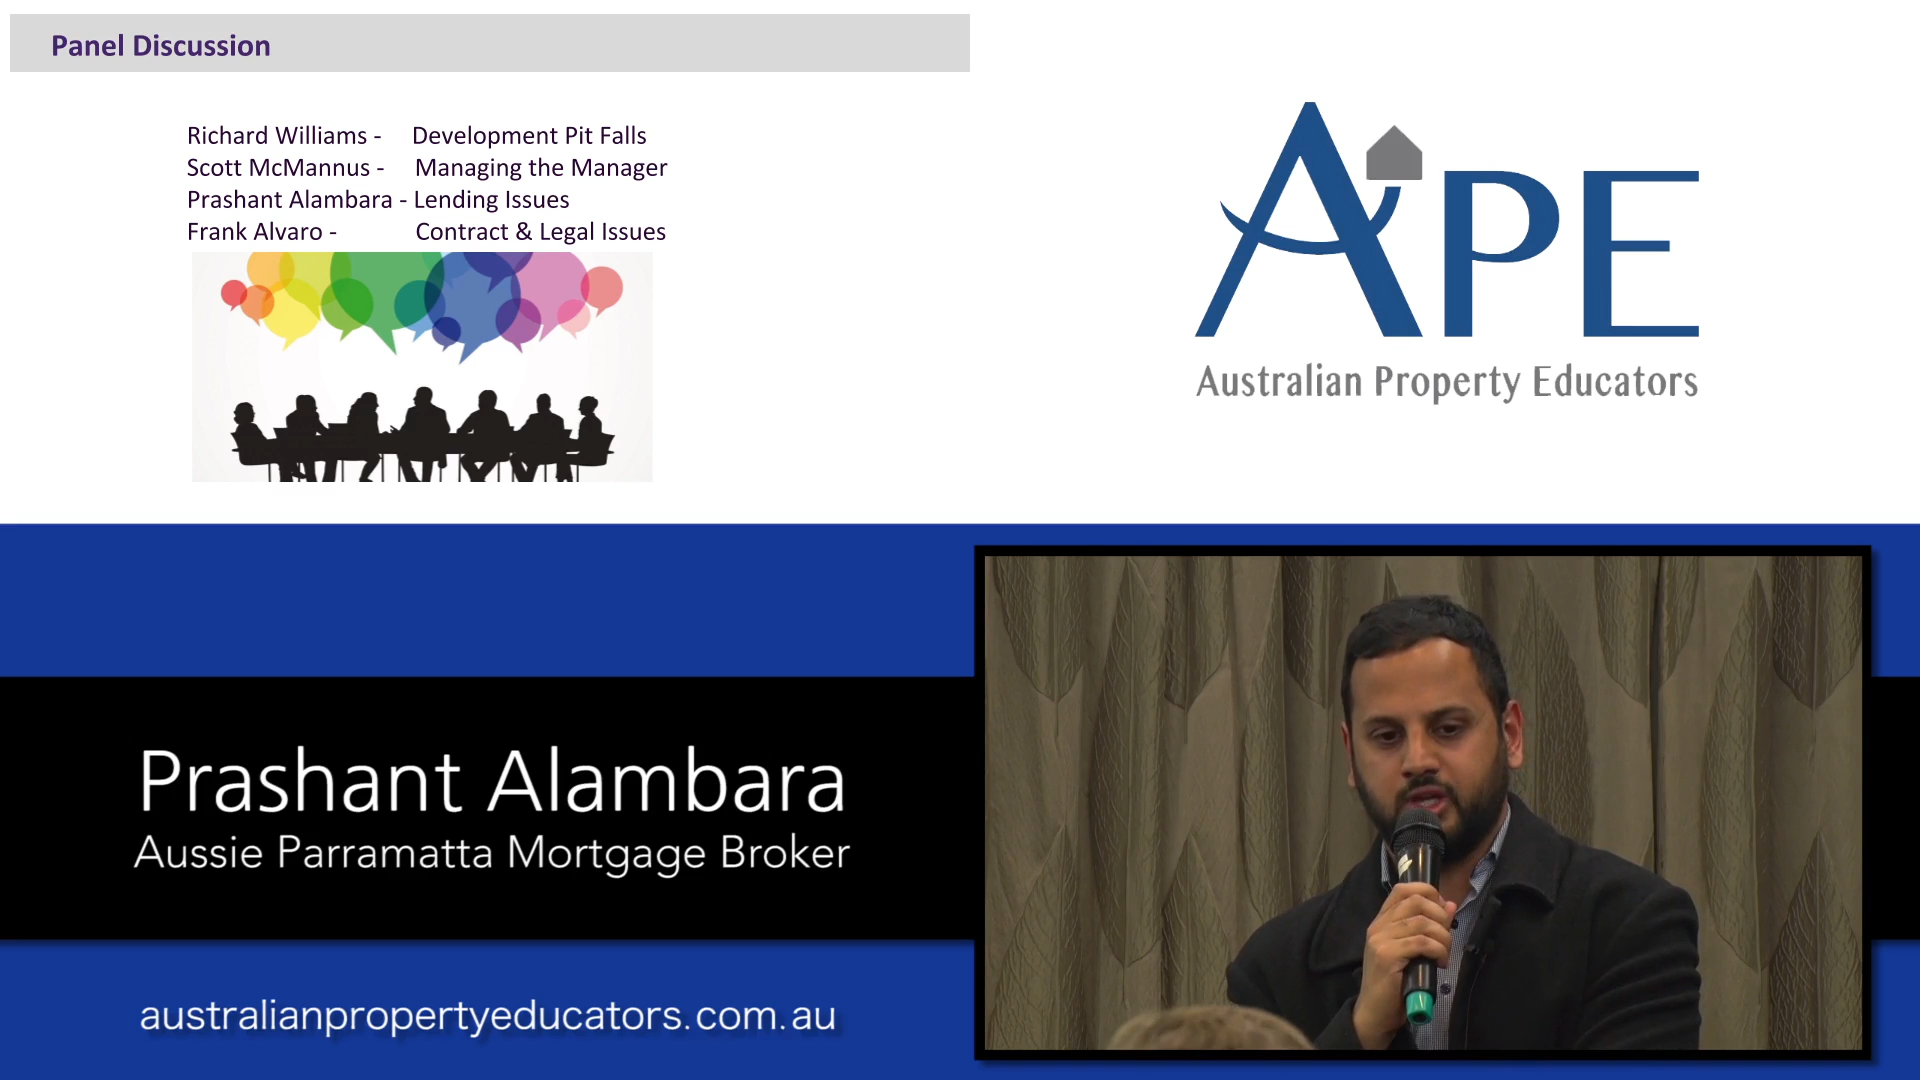 Panel Discussion
Richard Williams - Development Pit Falls
Scott McMannus - Managing the Manager
Prashant Alambara - Lending Issues
Frank Alvaro - Contract & Legal Issues
APE
Australian Property Educators
Prashant Alambara
Aussie Parramatta Mortgage Broker
australianpropertyeducators.com.au